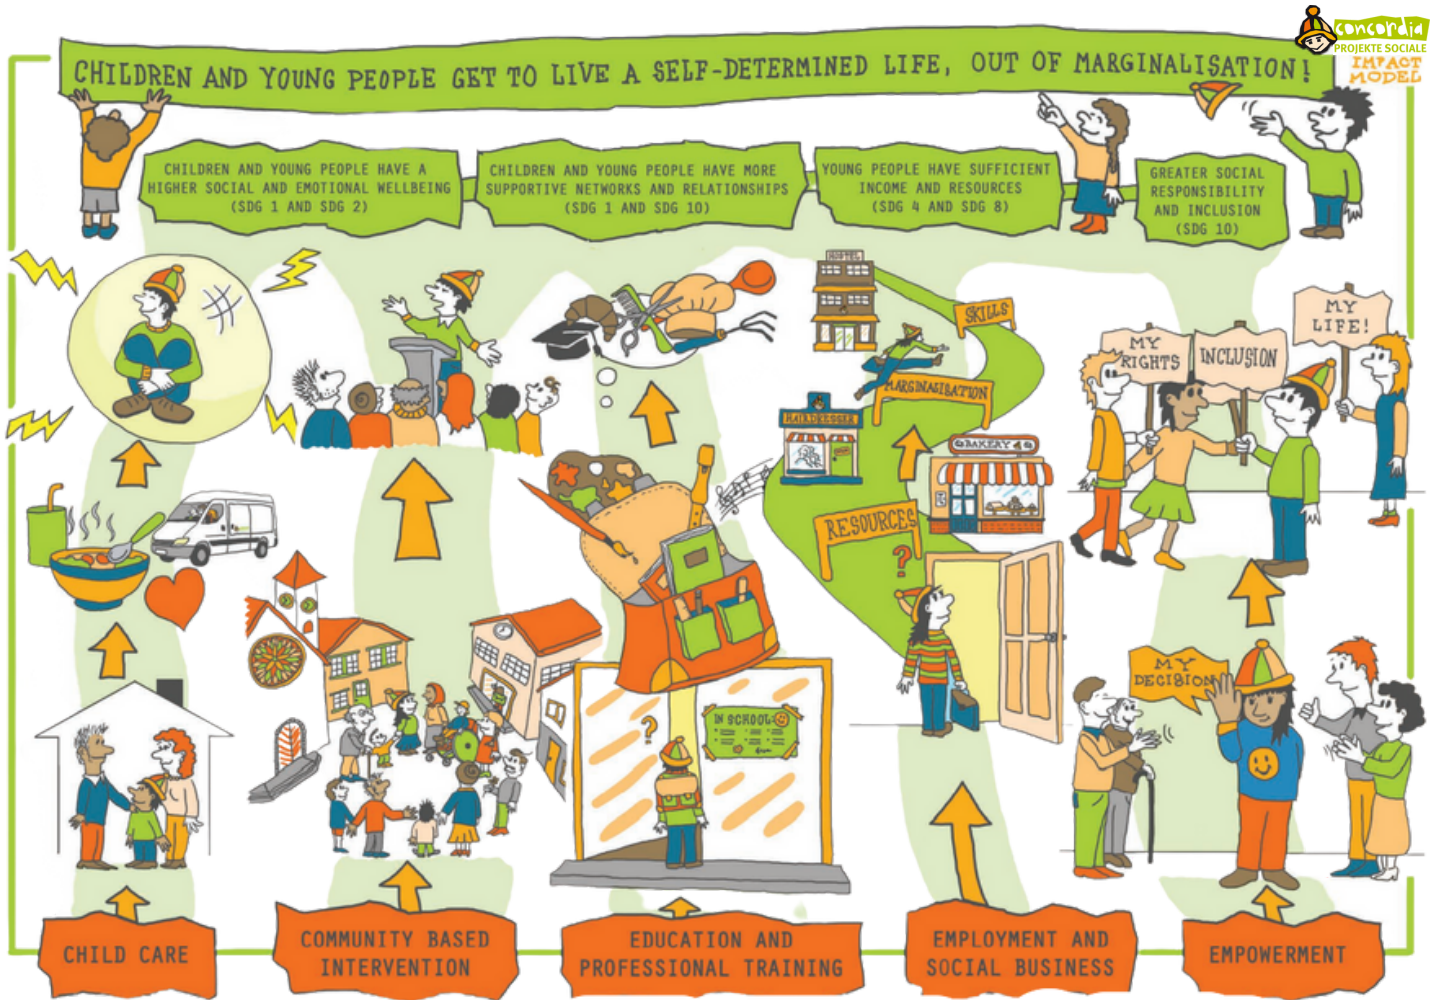 concordia
PROJEKTE SOCIALE
IMPACT
MODEL
CHILDREN AND YOUNG PEOPLE GET TO LIVE A SELF-DETERMINED LIFE, OUT OF MARGINALISATION!
CHILDREN AND YOUNG PEOPLE HAVE A
HIGHER SOCIAL AND EMOTIONAL WELLBEING
(SDG 1 AND SDG 2)
CHILDREN AND YOUNG PEOPLE HAVE MORE
SUPPORTIVE NETWORKS AND RELATIONSHIPS
(SDG 1 AND SDG 10)
YOUNG PEOPLE HAVE SUFFICIENT
INCOME AND RESOURCES
(SDG 4 AND SDG 8)
GREATER SOCIAL
RESPONSIBILITY
AND INCLUSION
(SDG 10)
HOSTEL
SKILLS
MARGINASIBATION
HAIRDRESSER
BAKERY
RESOURCES
?
MY
RIGHTS
INCLUSION
MY
LIFE!
?
IN SCHOOL:
MY
DECISION
CHILD CARE
COMMUNITY BASED
INTERVENTION
EDUCATION AND
PROFESSIONAL TRAINING
EMPLOYMENT AND
SOCIAL BUSINESS
EMPOWERMENT